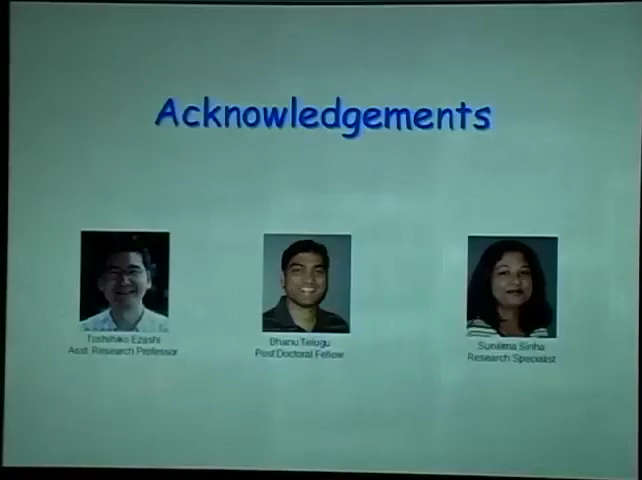 Acknowledgements
Toshihiko Ezashi
Asst. Research Professor
Bhanu Telugu
Post Doctoral Fellow
Sunilima Sinha
Research Specialist